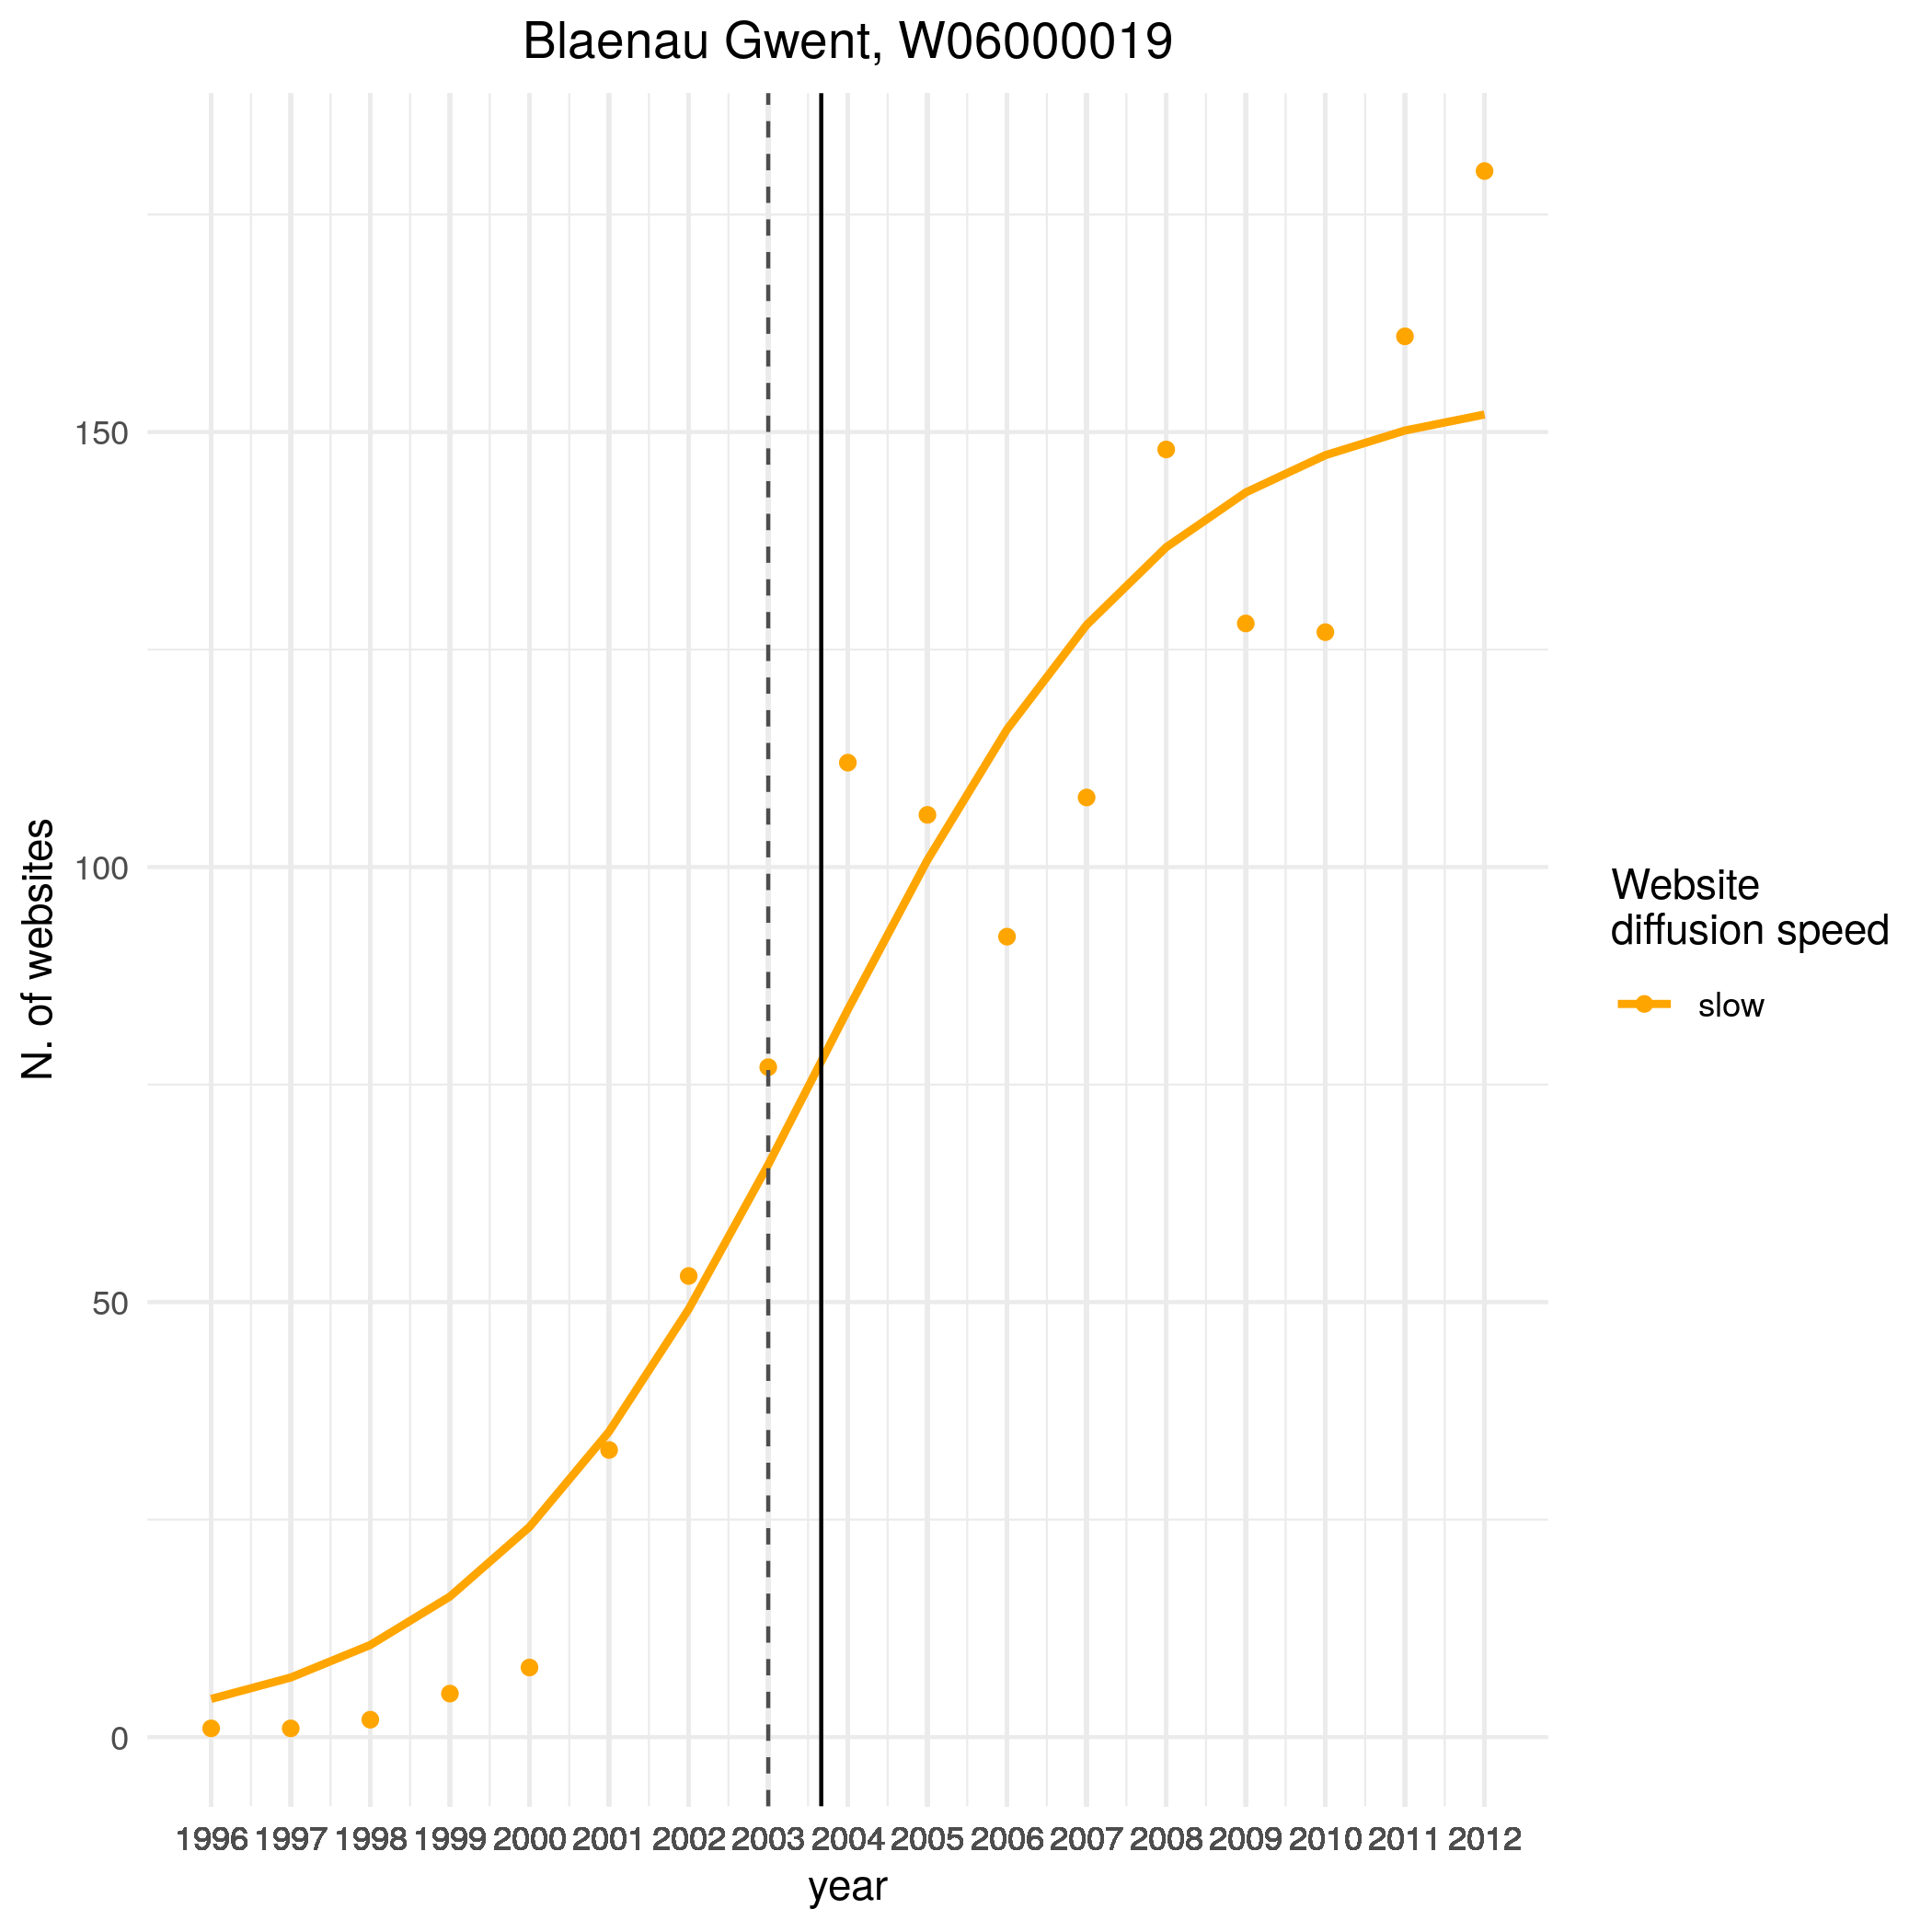 Blaenau Gwent, W06000019
N. of websites
150
100
50
0
1996 1997 1998 1999 2000 2001 2002 2003 2004 2005 2006 2007 2008 2009 2010 2011 2012
year
Website
diffusion speed
slow